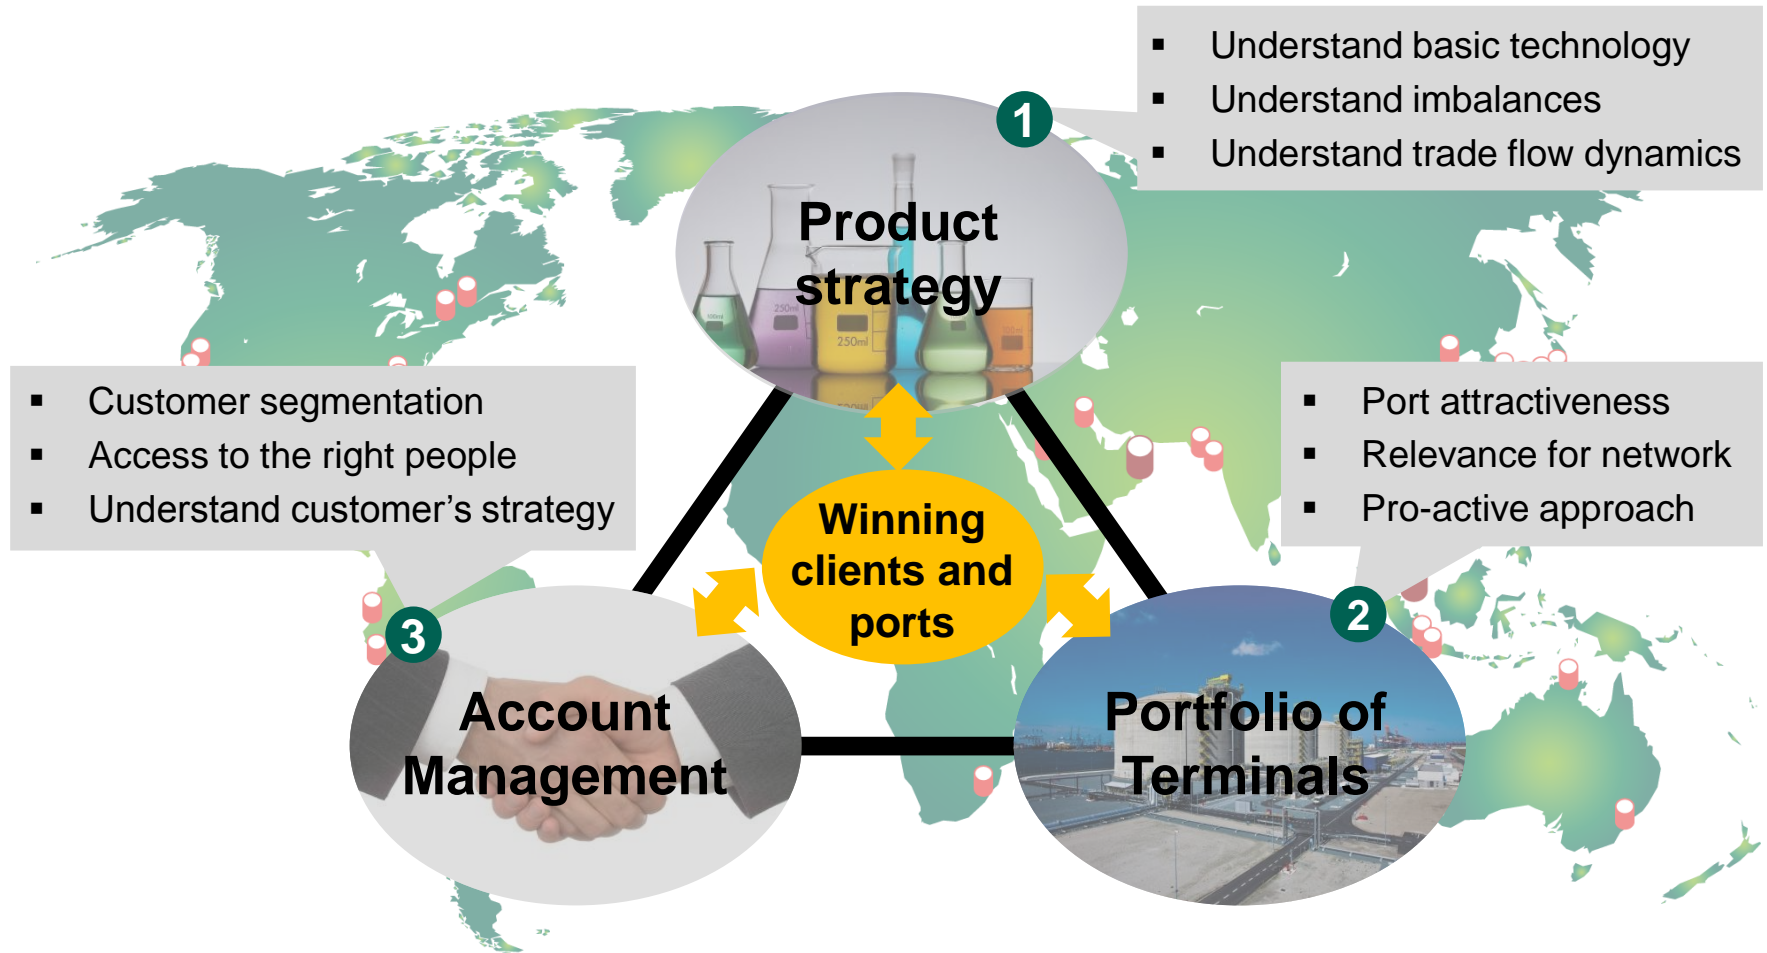 1
▪ Understand basic technology
▪ Understand imbalances
▪ Understand trade flow dynamics
Product
strategy
250ml
250ml
▪ Customer segmentation
▪ Access to the right people
▪ Understand customer’s strategy
▪ Port attractiveness
▪ Relevance for network
▪ Pro-active approach
Winning
clients and
ports
3
Account
Management
2
Portfolio of
Terminals